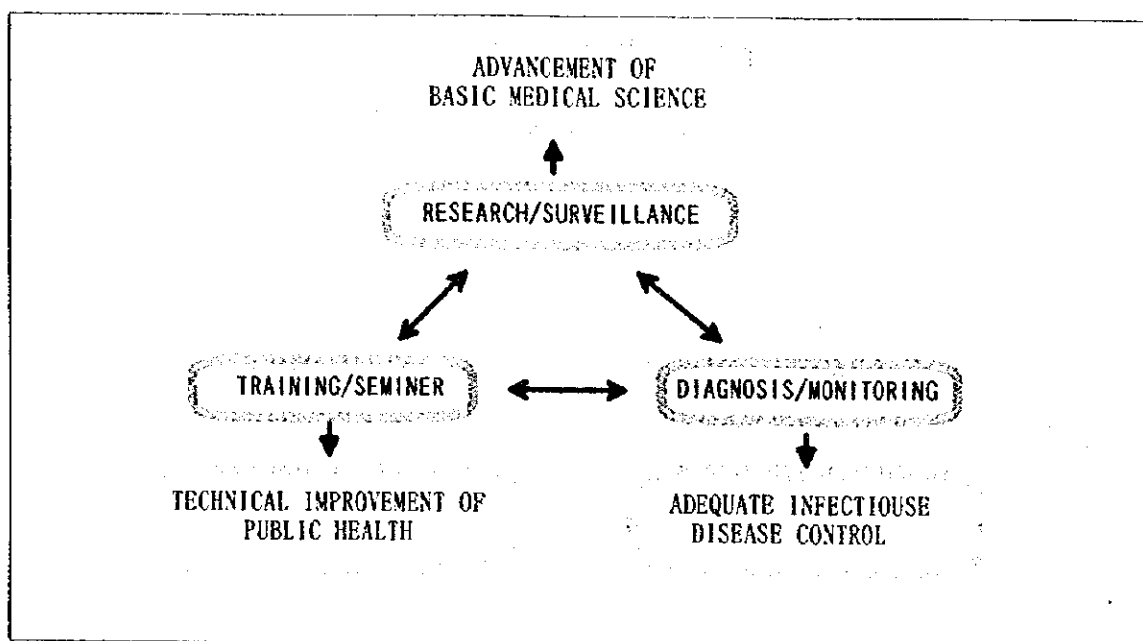 ADVANCEMENT OF
BASIC MEDICAL SCIENCE
RESEARCH/SURVEILLANCE
TRAINING/SEMINER
DIAGNOSIS/MONITORING
TECHNICAL IMPROVEMENT OF
PUBLIC HEALTH
ADEQUATE INFECTIOUSE
DISEASE CONTROL